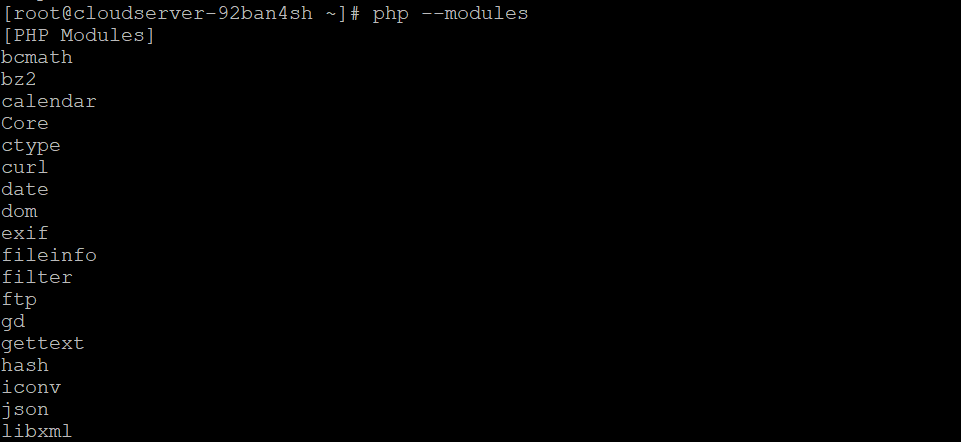 [root@cloudserver-92ban4sh ~]# php --modules
[PHP Modules]
bcmath
bz2
calendar
Core
ctype
curl
date
dom
exif
fileinfo
filter
ftp
gd
gettext
hash
iconv
json
libxml